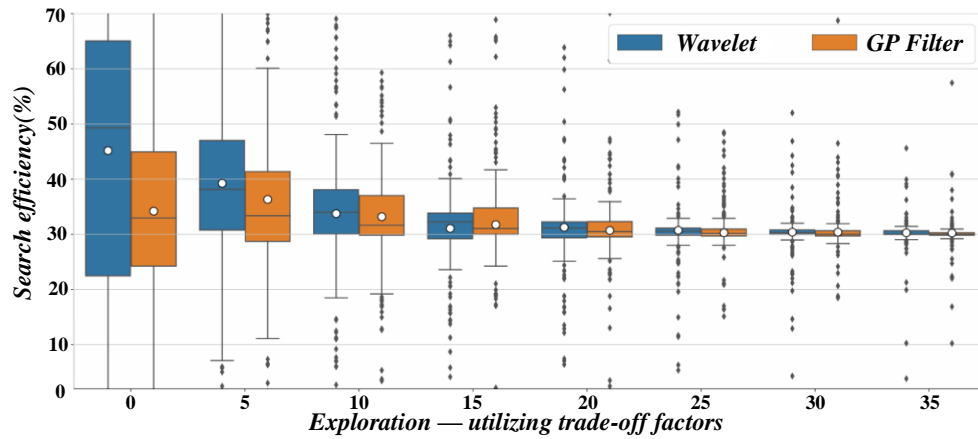 70
60
50
40
30
20
10
0
Search efficiency(%)
Wavelet
GP Filter
0 5 10 15 20 25 30 35
Exploration — utilizing trade-off factors